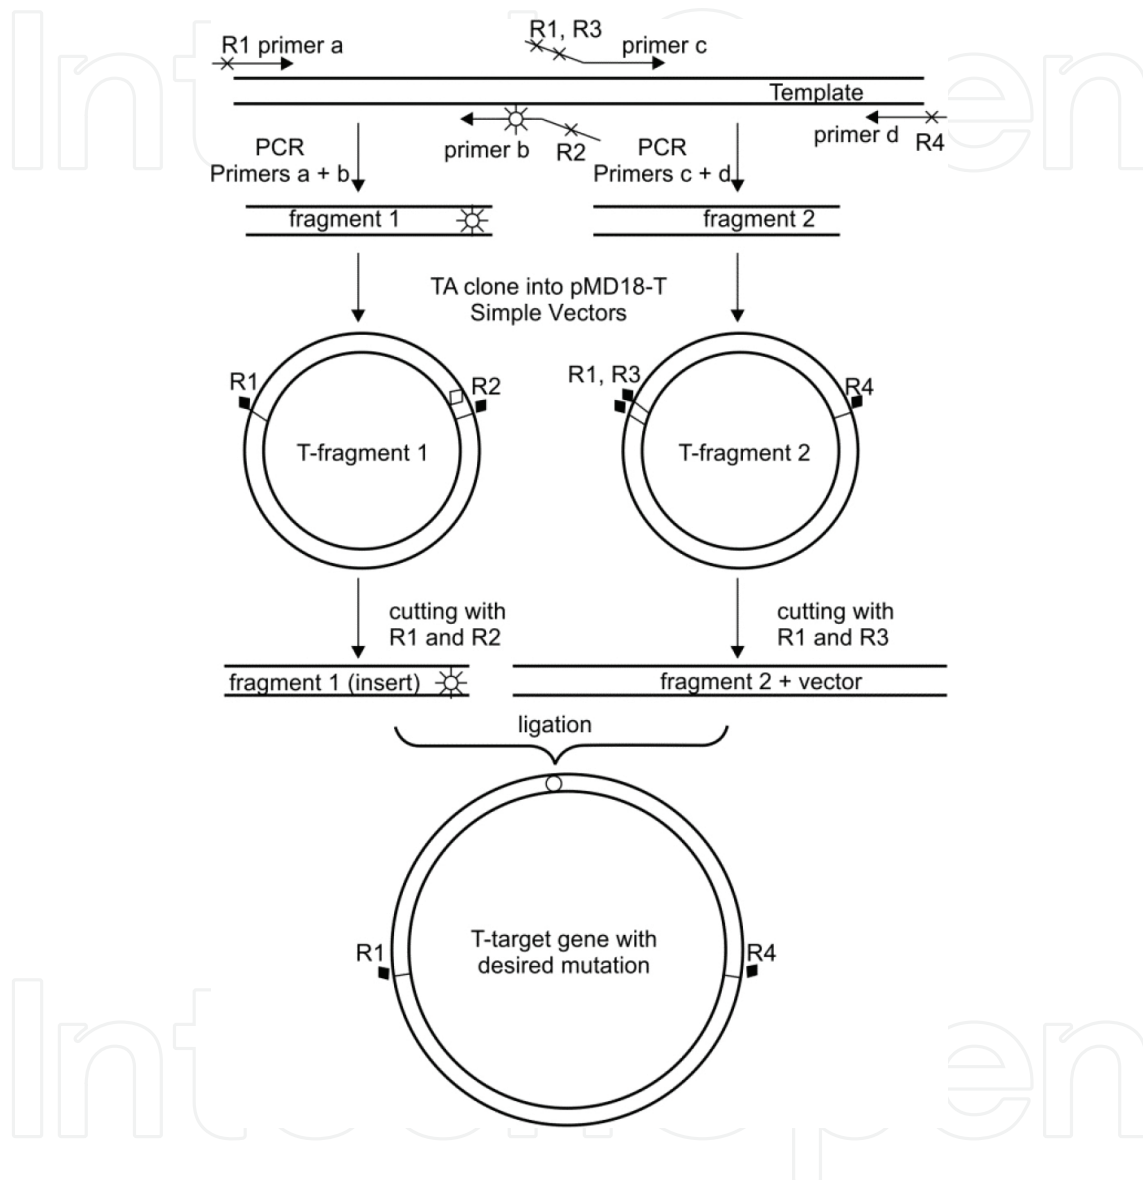 R1 primer a
R1, R3
primer c
Template
primer b
R2
primer d
R4
PCR
Primers a + b
PCR
Primers c + d
fragment 1
fragment 2
TA clone into pMD18-T
Simple Vectors
R1
R2
R1, R3
R4
T-fragment 1
T-fragment 2
cutting with
R1 and R2
cutting with
R1 and R3
fragment 1 (insert)
fragment 2 + vector
ligation
R1
R4
T-target gene with
desired mutation